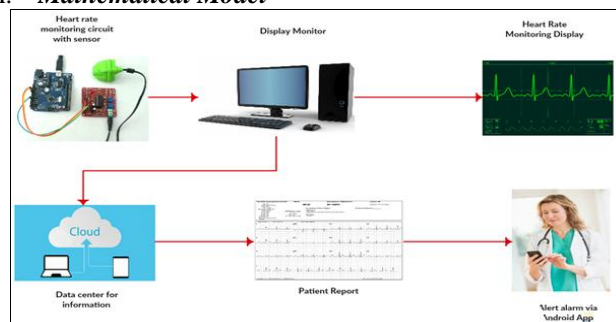 Mathematical Model
Heart rate
monitoring circuit
with sensor
Display Monitor
Heart Rate
Monitoring Display
Cloud
Data center for
information
Patient Report
Alert alarm via
Android App